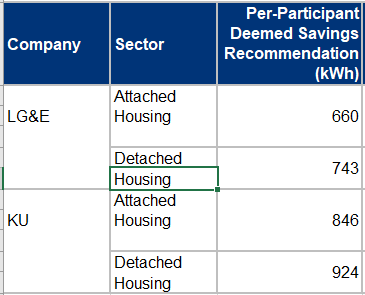 Company
Sector
Per-Participant
Deemed Savings
Recommendation
(kWh)
LG&E
Attached
Housing
660
Detached
Housing
743
KU
Attached
Housing
846
Detached
Housing
924